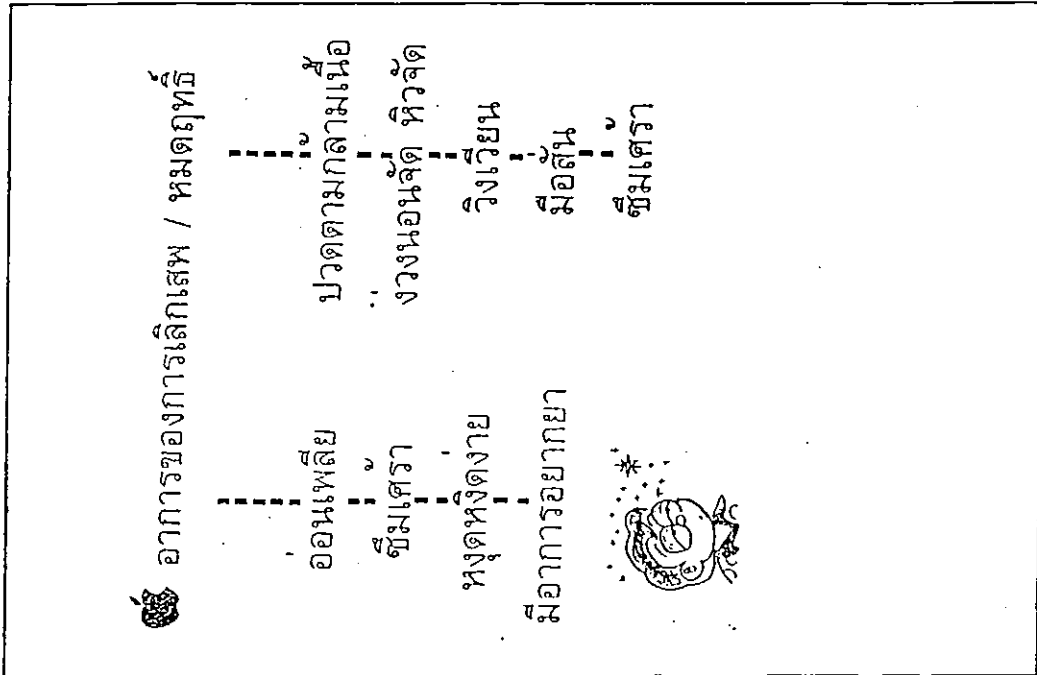 อาการของการเลิกเสพ / หมดฤทธิ์
อ่อนเพลีย
ซึมเศร้า
หงุดหงิดง่าย
มีอาการอยากยา
ปวดตามกล้ามเนื้อ
ง่วงนอนจัด หิวจัด
วิงเวียน
มือสั่น
ซึมเศร้า